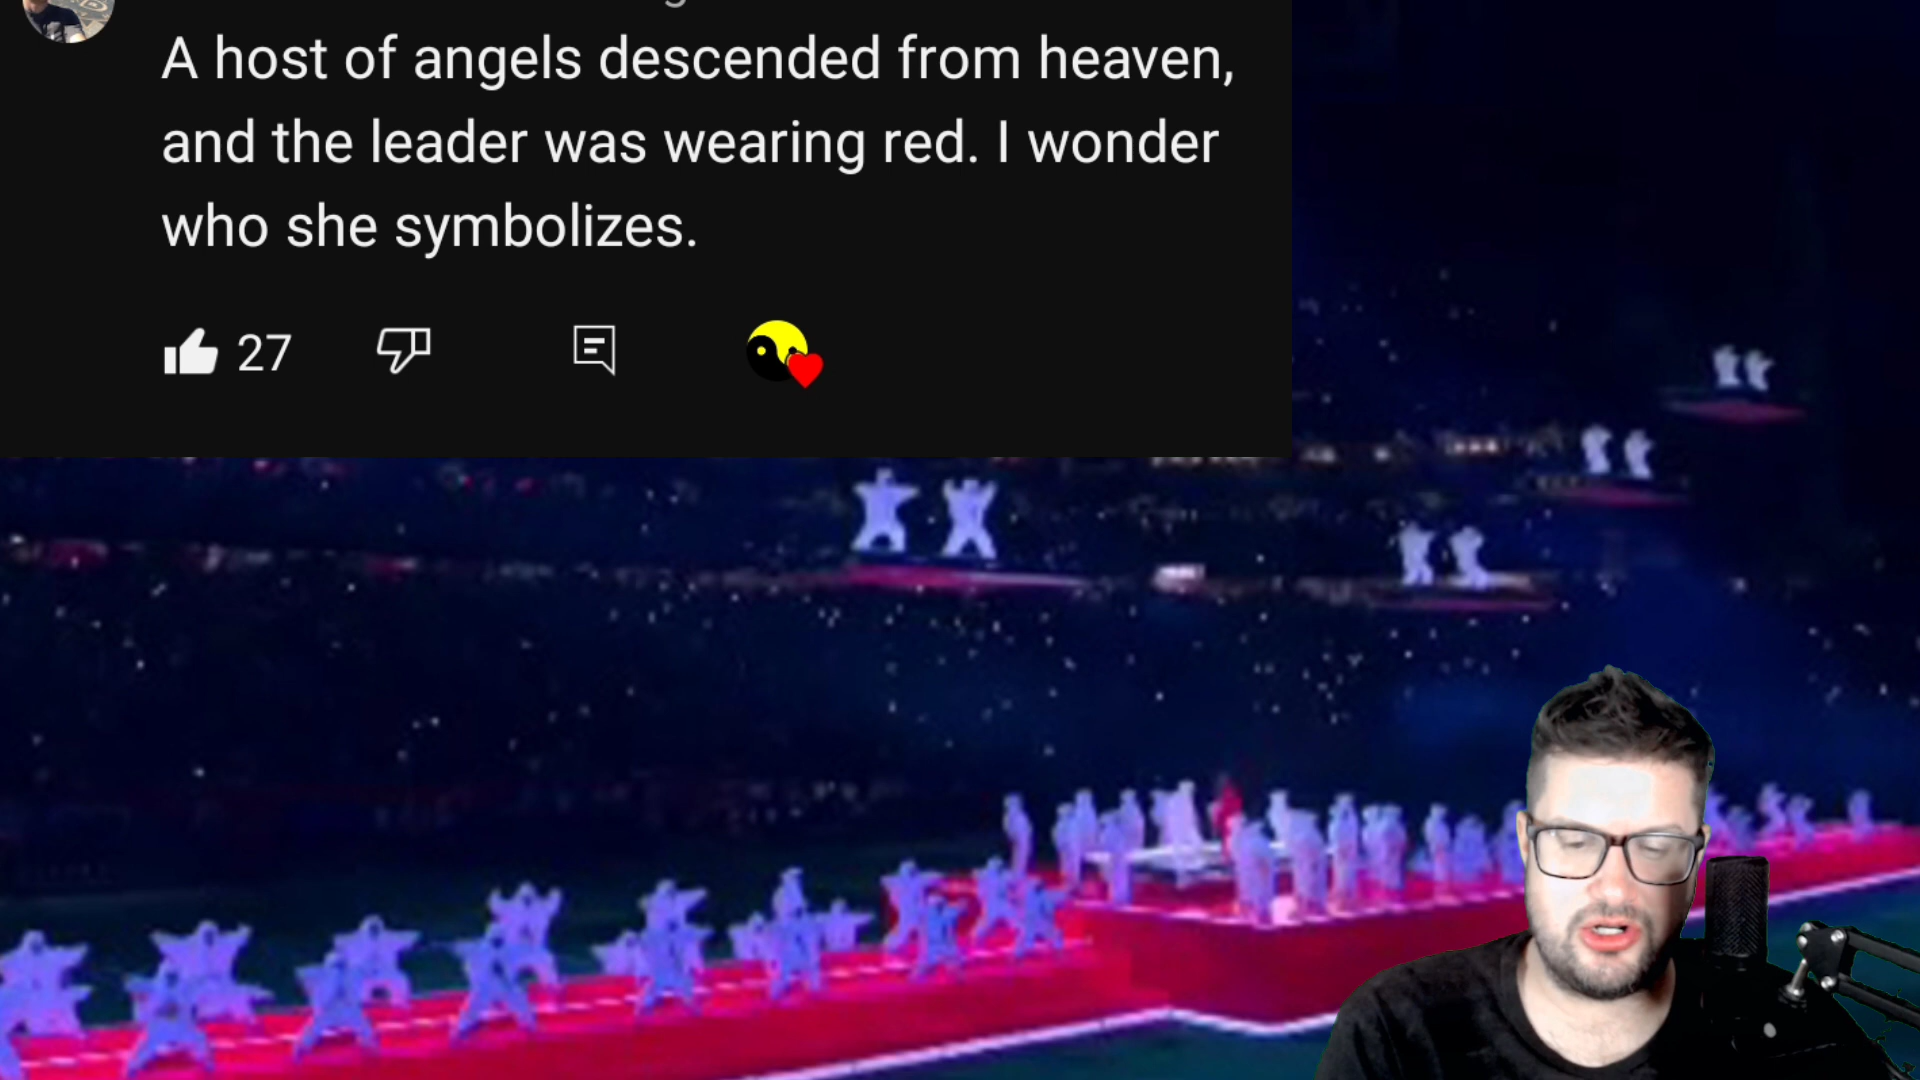 A host of angels descended from heaven,
and the leader was wearing red. I wonder
who she symbolizes.
27